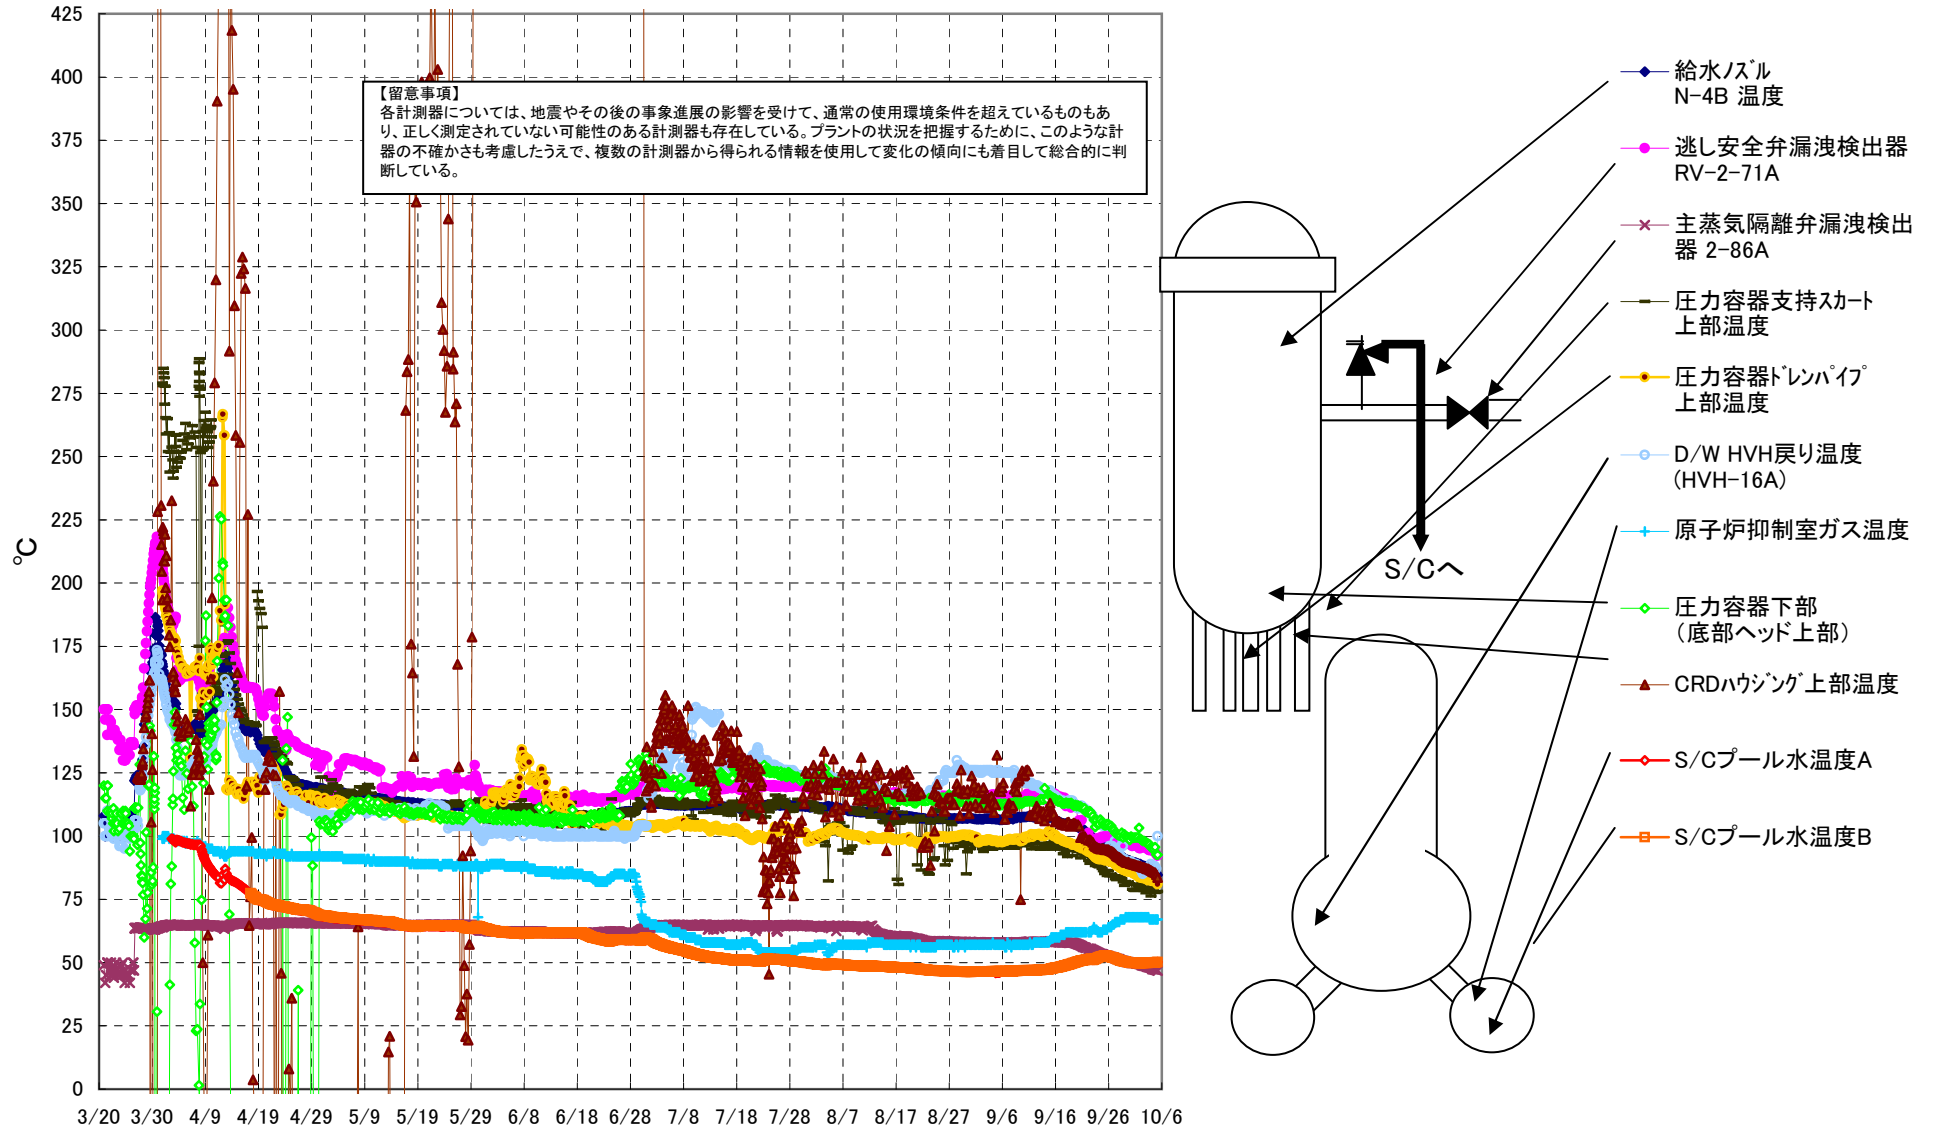 425
400
375
350
325
300
275
250
225
200
175
150
125
100
75
50
25
0
℃
3/20 3/30 4/9 4/19 4/29 5/9 5/19 5/29 6/8 6/18 6/28 7/8 7/18 7/28 8/7 8/17 8/27 9/6 9/16 9/26 10/6
【留意事項】
各計測器については、地震やその後の事象進展の影響を受けて、通常の使用環境条件を超えているものもあ
り、正しく測定されていない可能性のある計測器も存在している。プラントの状況を把握するために、このような計
器の不確かさも考慮したうえで、複数の計測器から得られる情報を使用して変化の傾向にも着目して総合的に判
断している。
S/Cへ
給水ﾉｽﾞﾙ
N-4B 温度
逃し安全弁漏洩検出器
RV-2-71A
主蒸気隔離弁漏洩検出
器 2-86A
圧力容器支持ｽｶｰﾄ
上部温度
圧力容器ﾄﾞﾚﾝﾊﾟｲﾌﾟ
上部温度
D/W HVH戻り温度
(HVH-16A)
原子炉抑制室ガス温度
圧力容器下部
（底部ヘッド上部）
CRDﾊｳｼﾞﾝｸﾞ上部温度
S/Cプール水温度A
S/Cプール水温度B